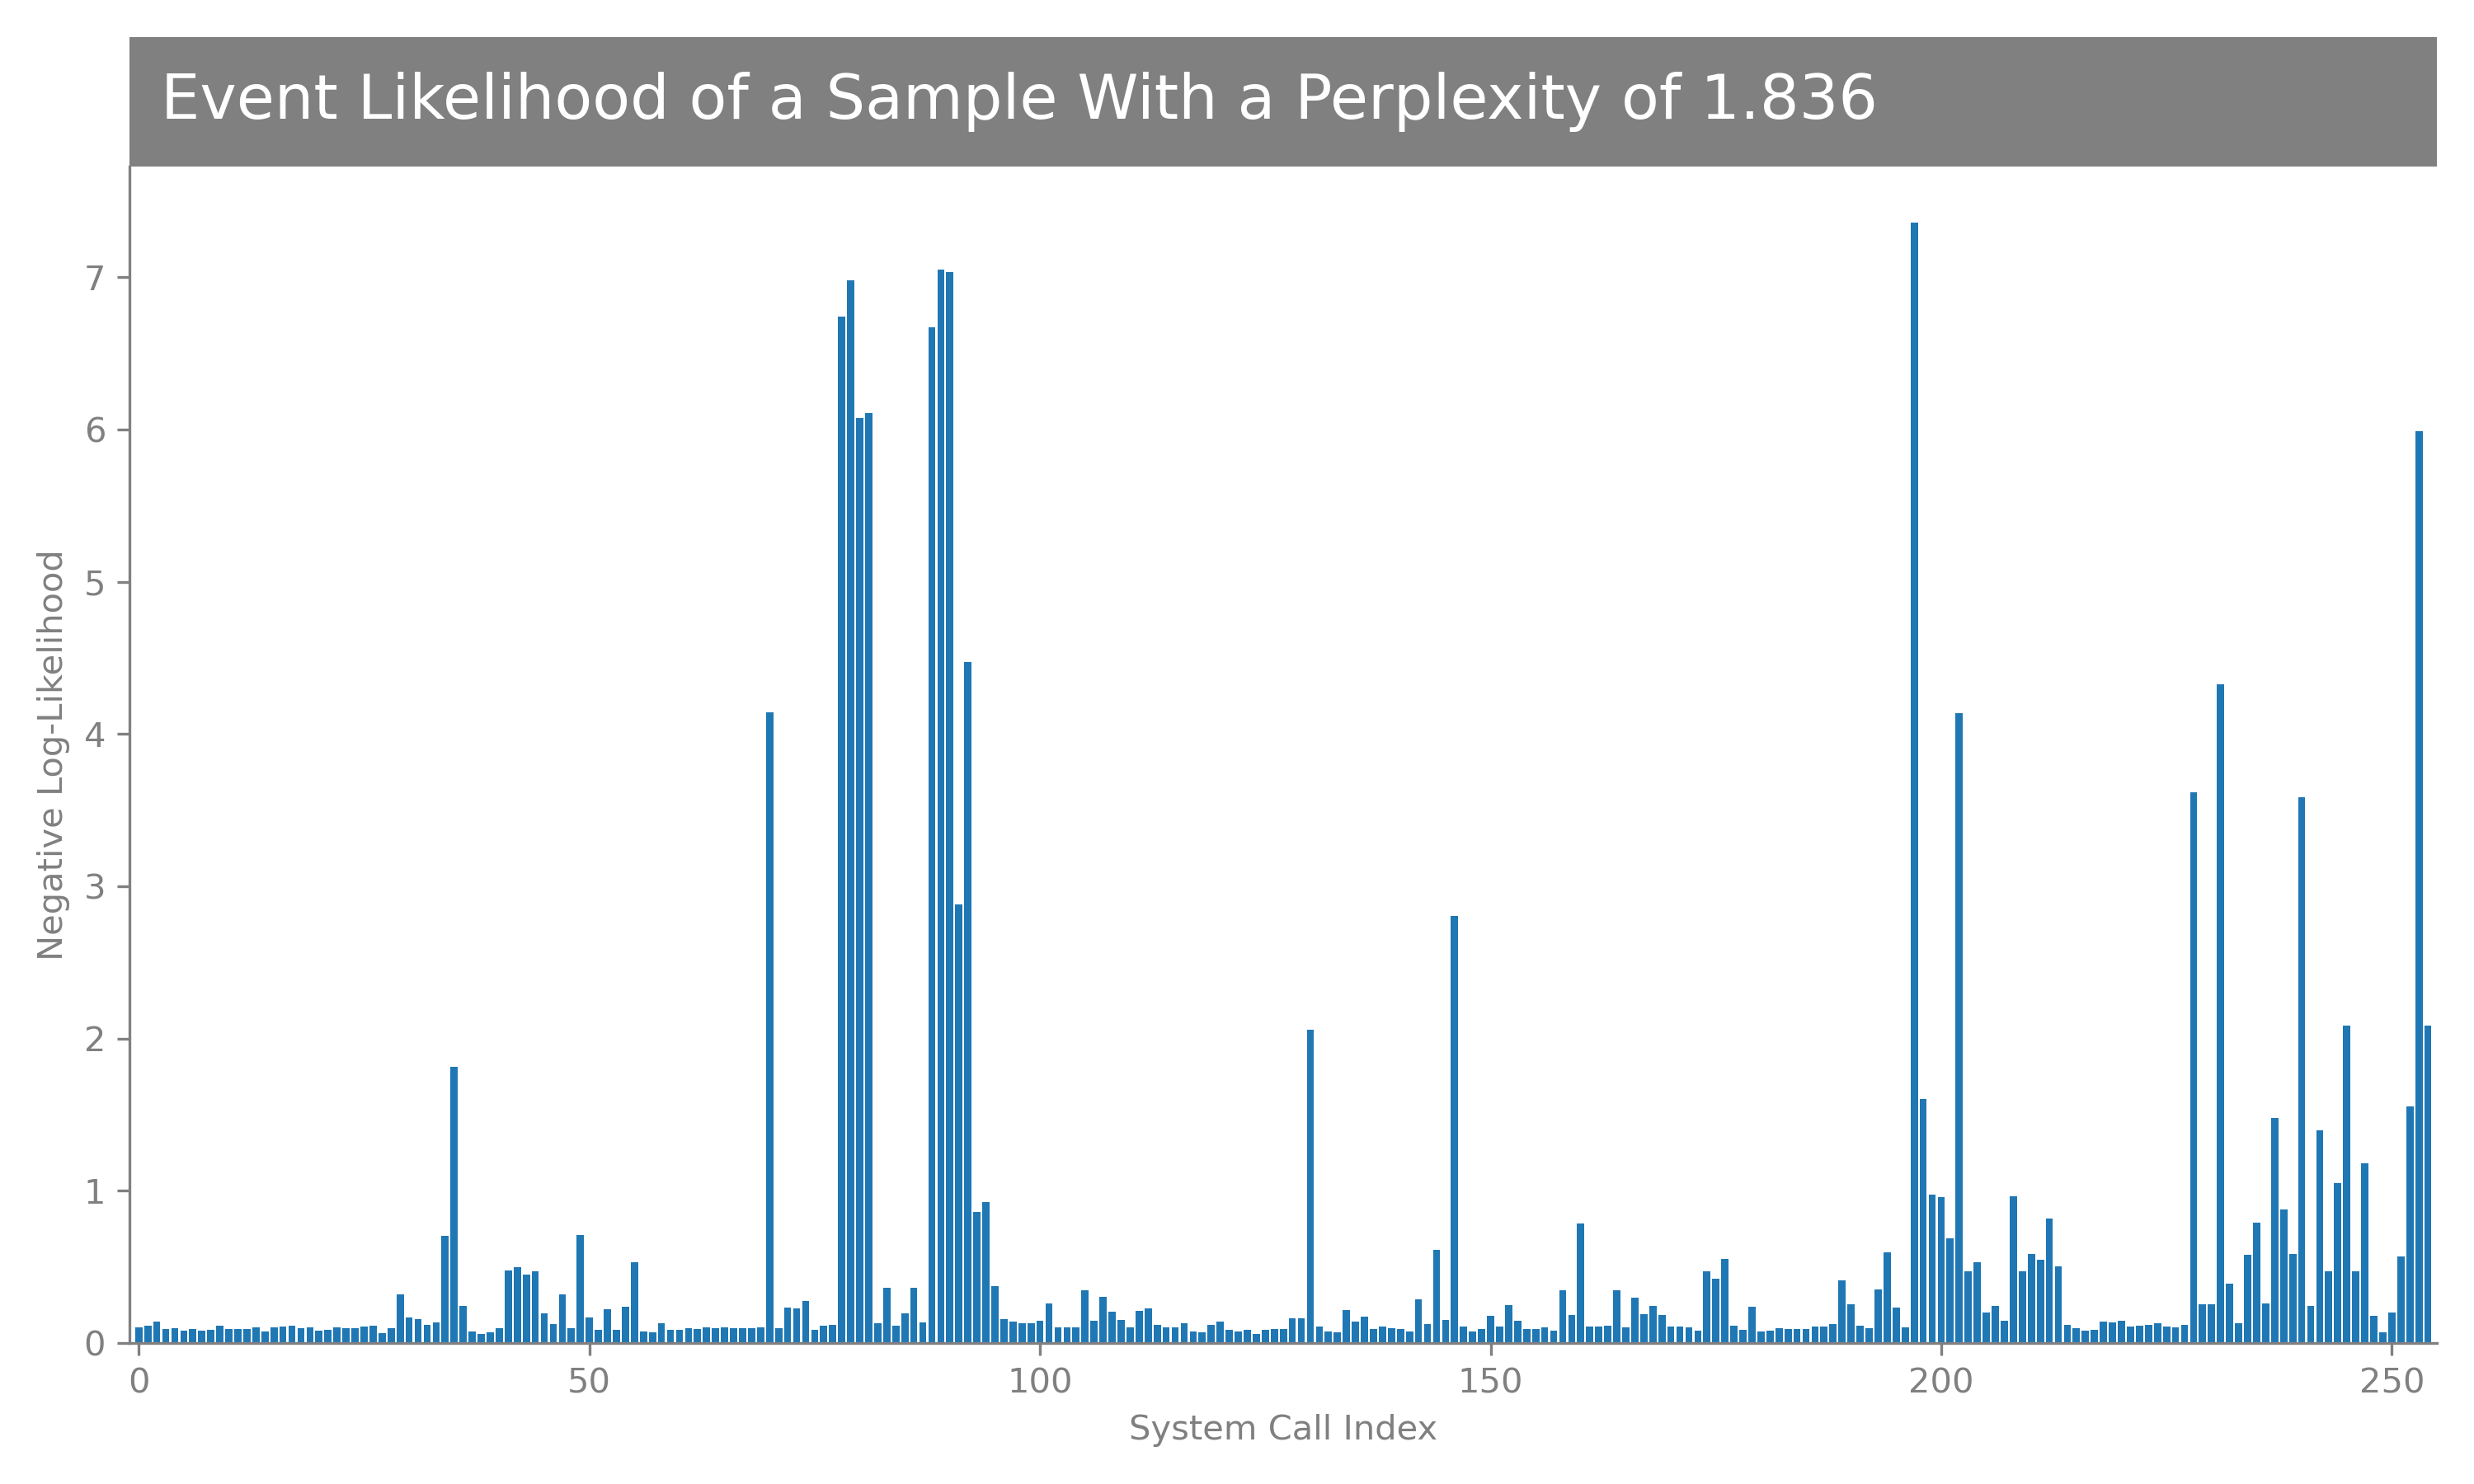 Event Likelihood of a Sample With a Perplexity of 1.836
Negative Log-Likelihood
7
6
5
4
3
2
1
0
0 50 100 150 200 250
System Call Index